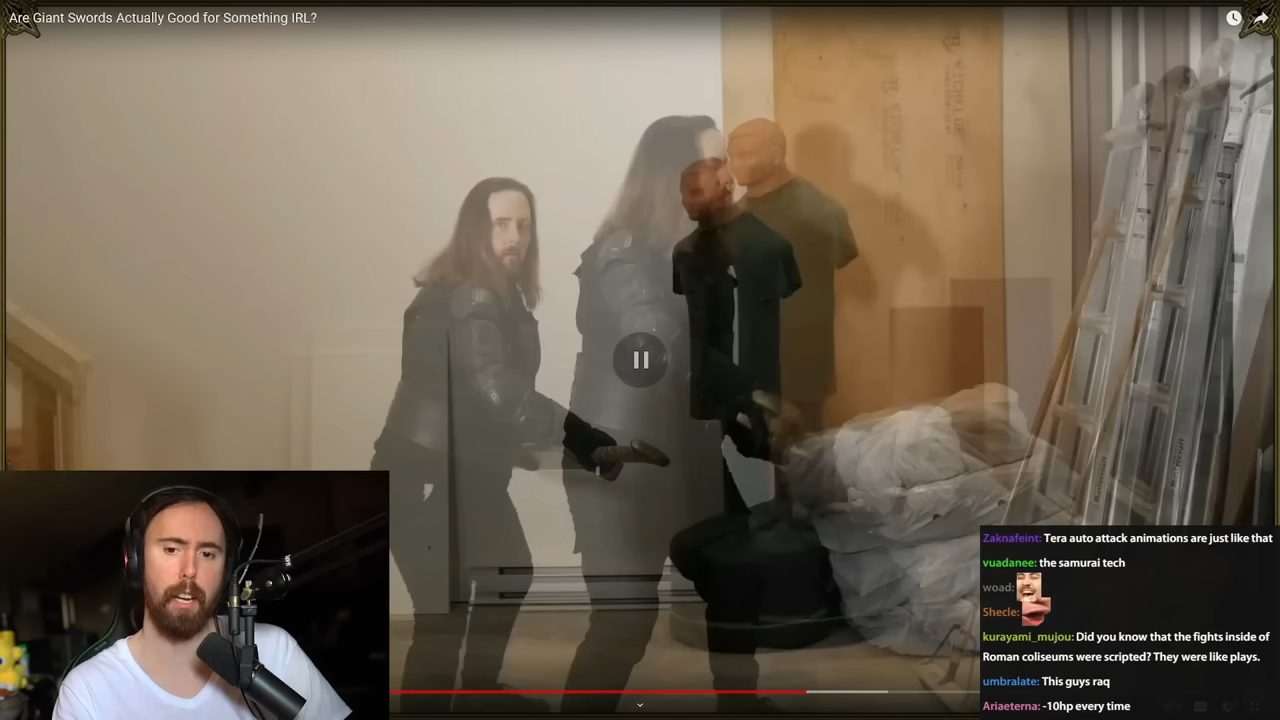 Are Giant Swords Actually Good for Something IRL?
Zaknafeint: Tera auto attack animations are just like that
vuadanee: the samurai tech
woad:
Shecle:
kurayami_mujou: Did you know that the fights inside of
Roman coliseums were scripted? They were like plays.
umbralate: This guys raq
Ariaeterna: -10hp every time